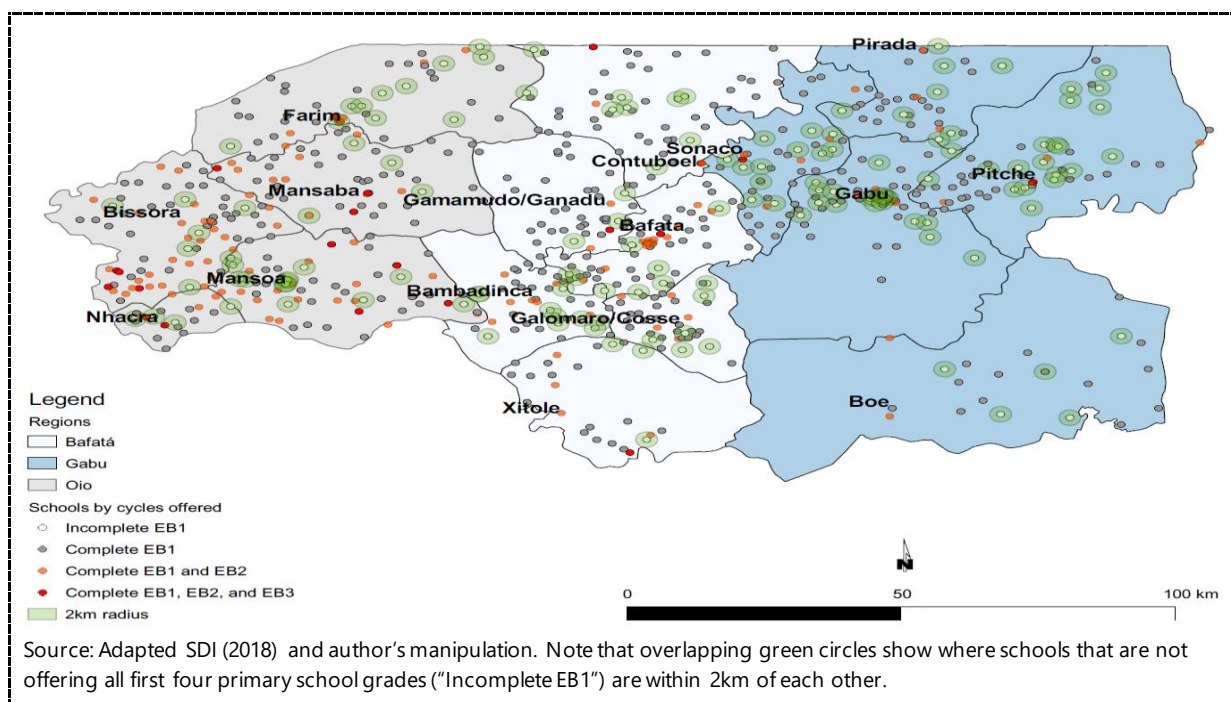 Pirada
Farim
Sonaco
Contuboel
Mansaba
Pitche
Gamamudo/Ganadu
Gabu
Bissora
Bafata
Mansoa
Bambadinca
Nhacra
Galomaro/Cosse
Xitole
Boe
Legend
Regions
Bafatá
Gabu
Oio
Schools by cycles offered
Incomplete EB1
Complete EB1
Complete EB1 and EB2
Complete EB1, EB2, and EB3
2km radius
N
0 50 100 km
Source: Adapted SDI (2018) and author's manipulation. Note that overlapping green circles show where schools that are not
offering all first four primary school grades ("Incomplete EB1") are within 2km of each other.